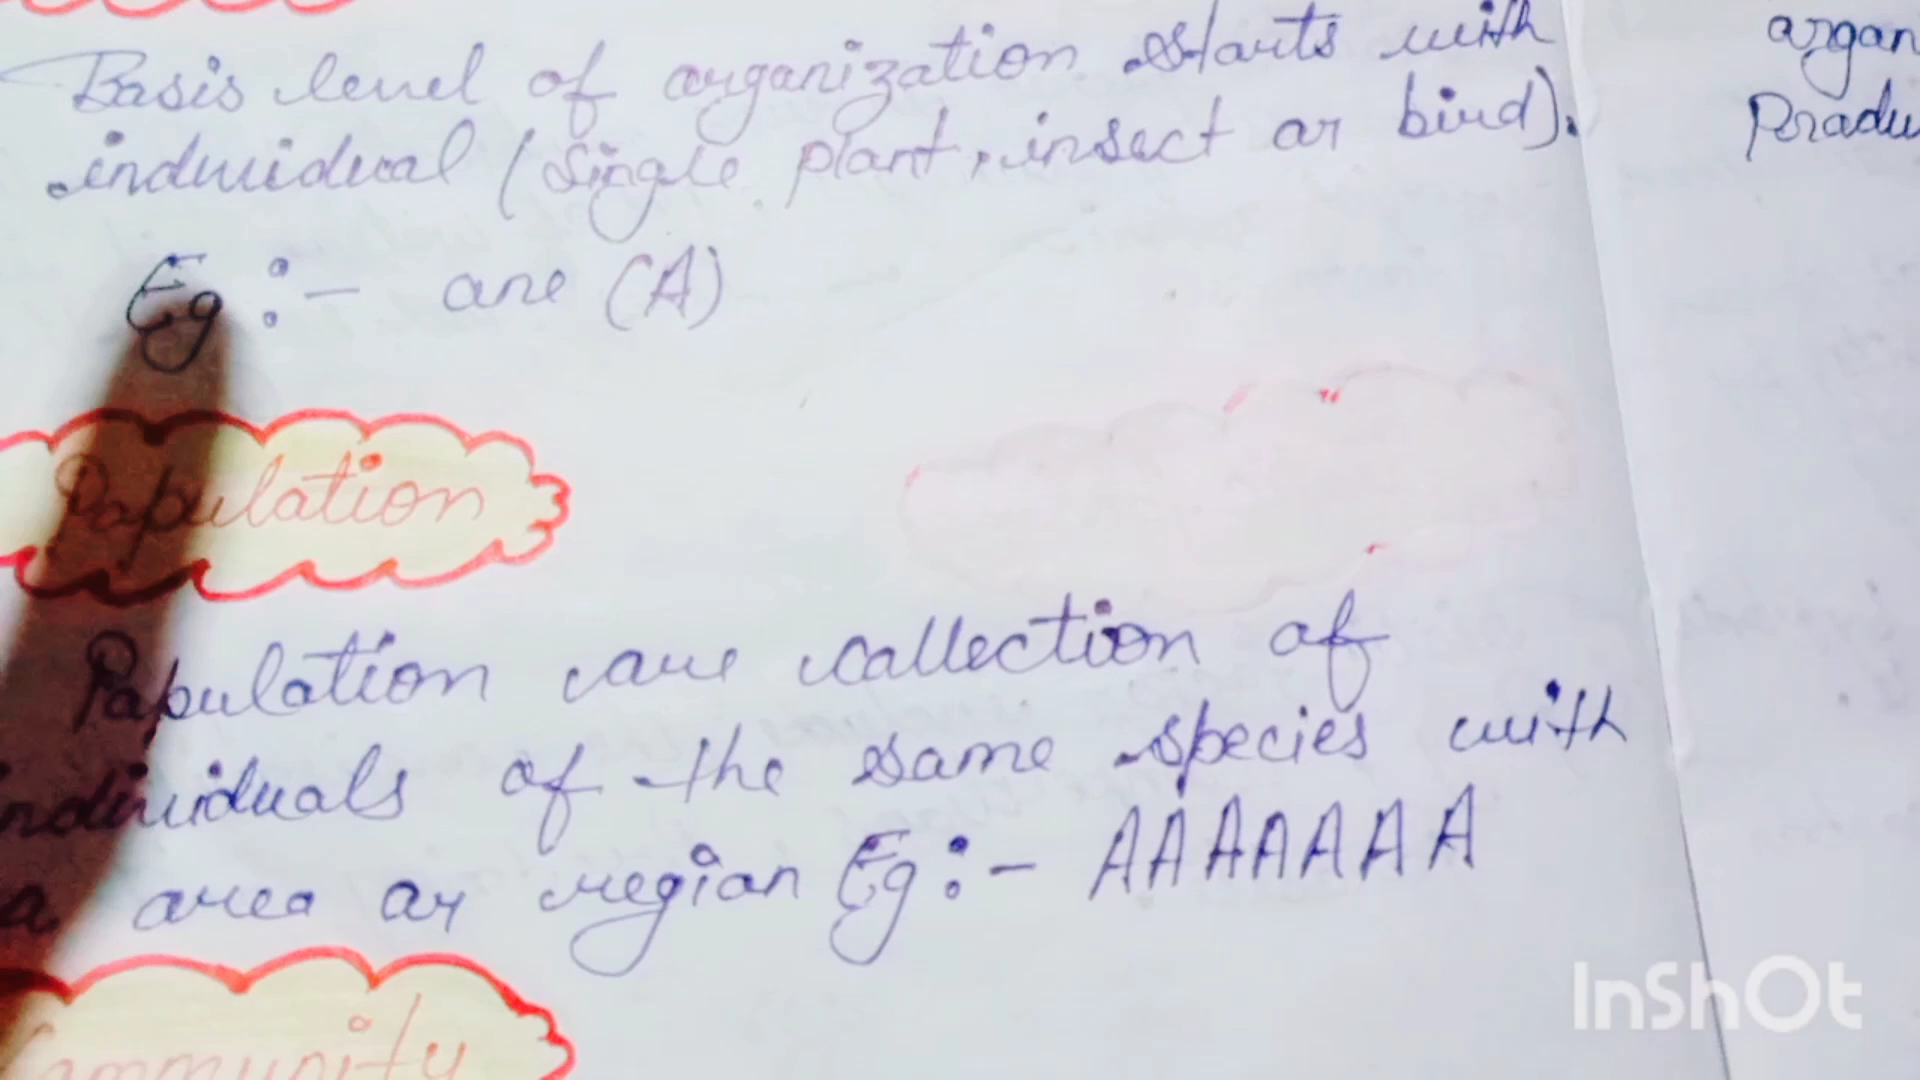 Basis level of organization starts with
individual (single plant, insect or bird).
Eg :- are (A)
Population
Population are collection of
individuals of the same species with
a area or region Eg :- AAAAAAA
Community
organ
Produ
InShOt